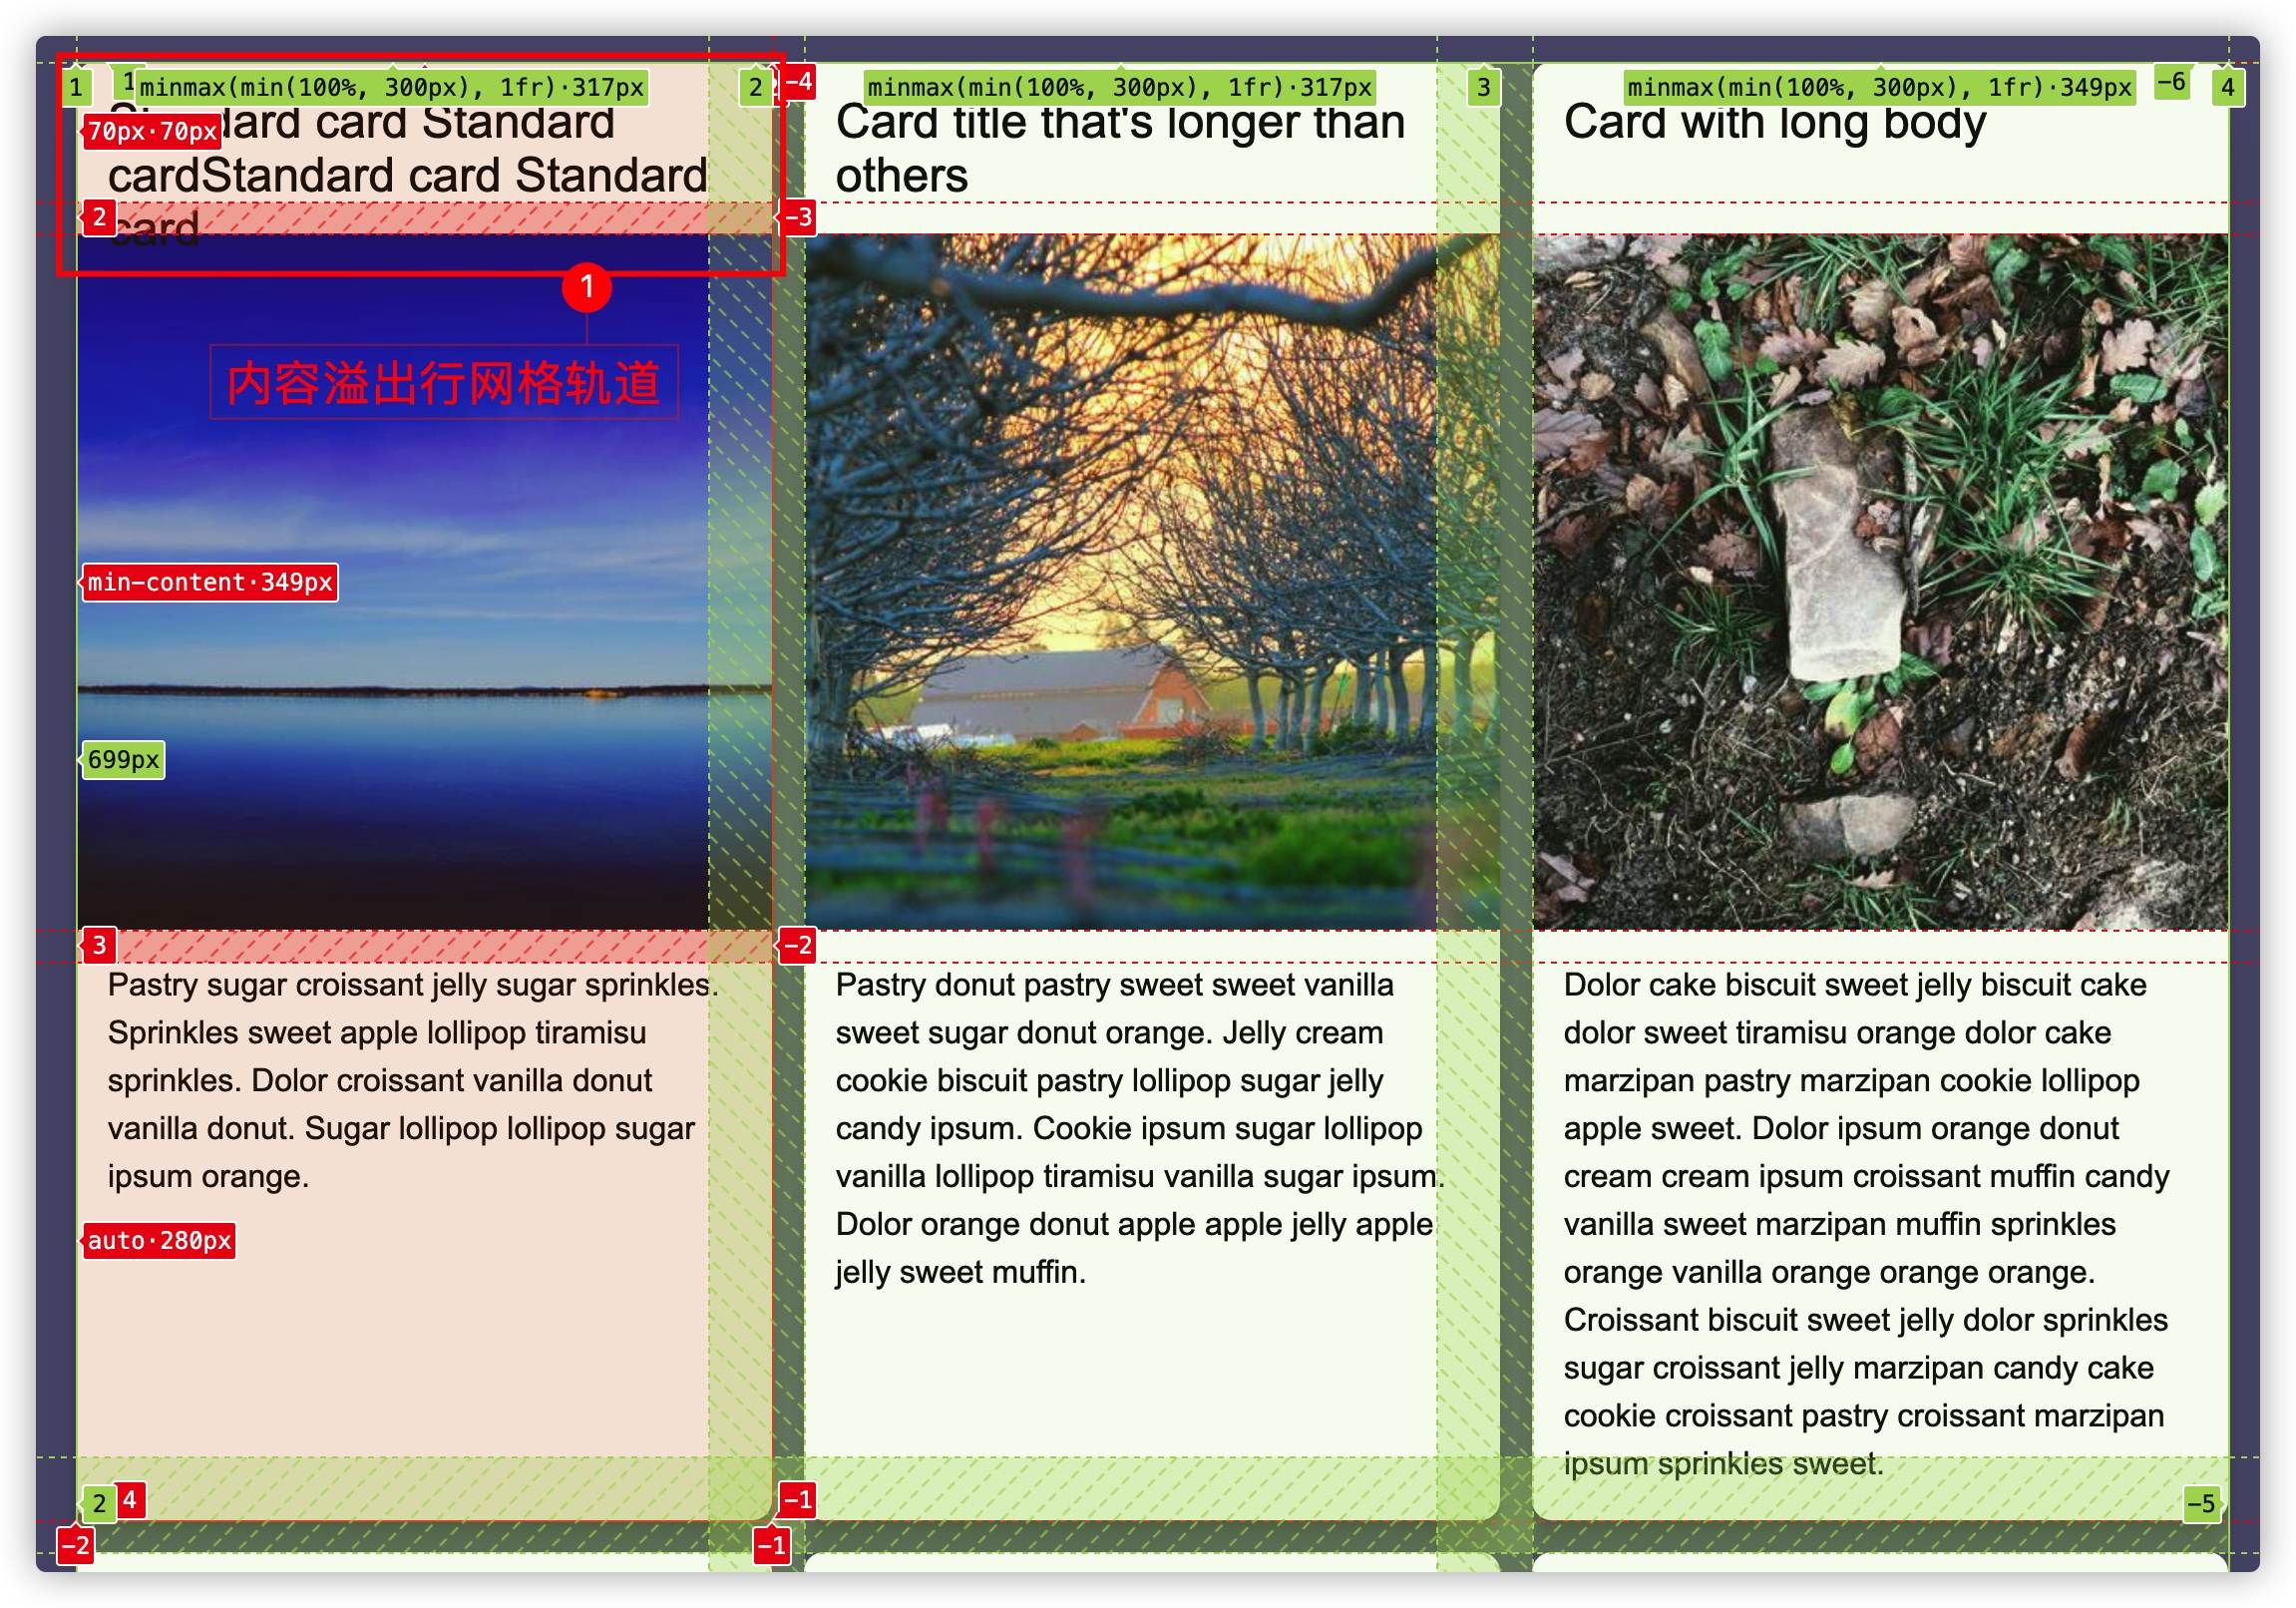 1
1
minmax(min(100%, 300px), 1fr)·317px
2
-4
minmax(min(100%, 300px), 1fr)·317px
3
minmax(min(100%, 300px), 1fr)·349px
-6
4
70px·70px
Standard card Standard
cardStandard card Standard
card
2
-3
Card title that's longer than
others
Card with long body
1
内容溢出行网格轨道
min-content·349px
699px
3
-2
Pastry sugar croissant jelly sugar sprinkles.
Sprinkles sweet apple lollipop tiramisu
sprinkles. Dolor croissant vanilla donut
vanilla donut. Sugar lollipop lollipop sugar
ipsum orange.
auto·280px
Pastry donut pastry sweet sweet vanilla
sweet sugar donut orange. Jelly cream
cookie biscuit pastry lollipop sugar jelly
candy ipsum. Cookie ipsum sugar lollipop
vanilla lollipop tiramisu vanilla sugar ipsum.
Dolor orange donut apple apple jelly apple
jelly sweet muffin.
Dolor cake biscuit sweet jelly biscuit cake
dolor sweet tiramisu orange dolor cake
marzipan pastry marzipan cookie lollipop
apple sweet. Dolor ipsum orange donut
cream cream ipsum croissant muffin candy
vanilla sweet marzipan muffin sprinkles
orange vanilla orange orange orange.
Croissant biscuit sweet jelly dolor sprinkles
sugar croissant jelly marzipan candy cake
cookie croissant pastry croissant marzipan
ipsum sprinkles sweet.
2
4
-1
-5
-2
-1